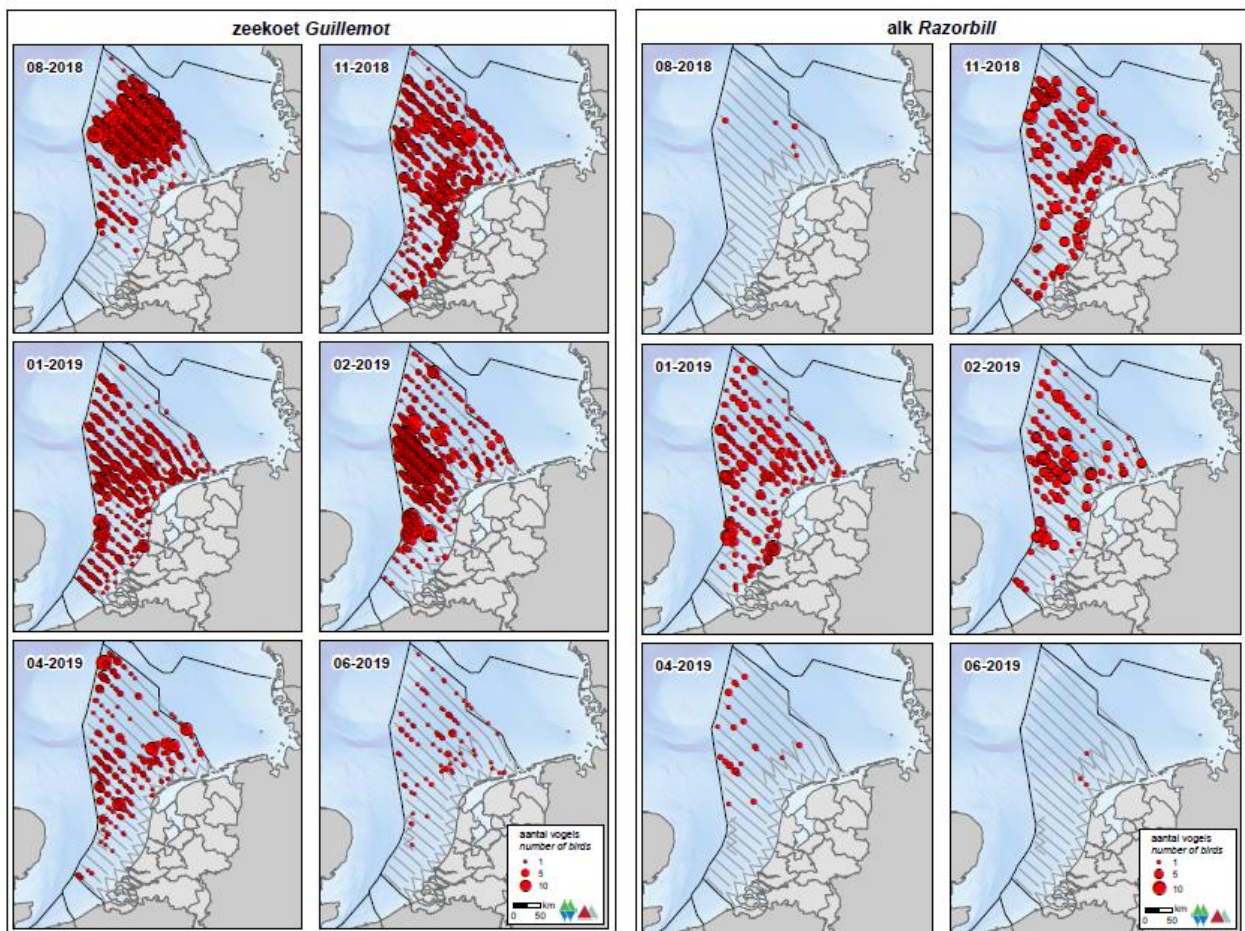 zeekoet Guillemot
08-2018
11-2018
01-2019
02-2019
04-2019
06-2019
aantal vogels
number of birds
1
5
10
km
0 50
alk Razorbill
08-2018
11-2018
01-2019
02-2019
04-2019
06-2019
aantal vogels
number of birds
1
5
10
km
0 50